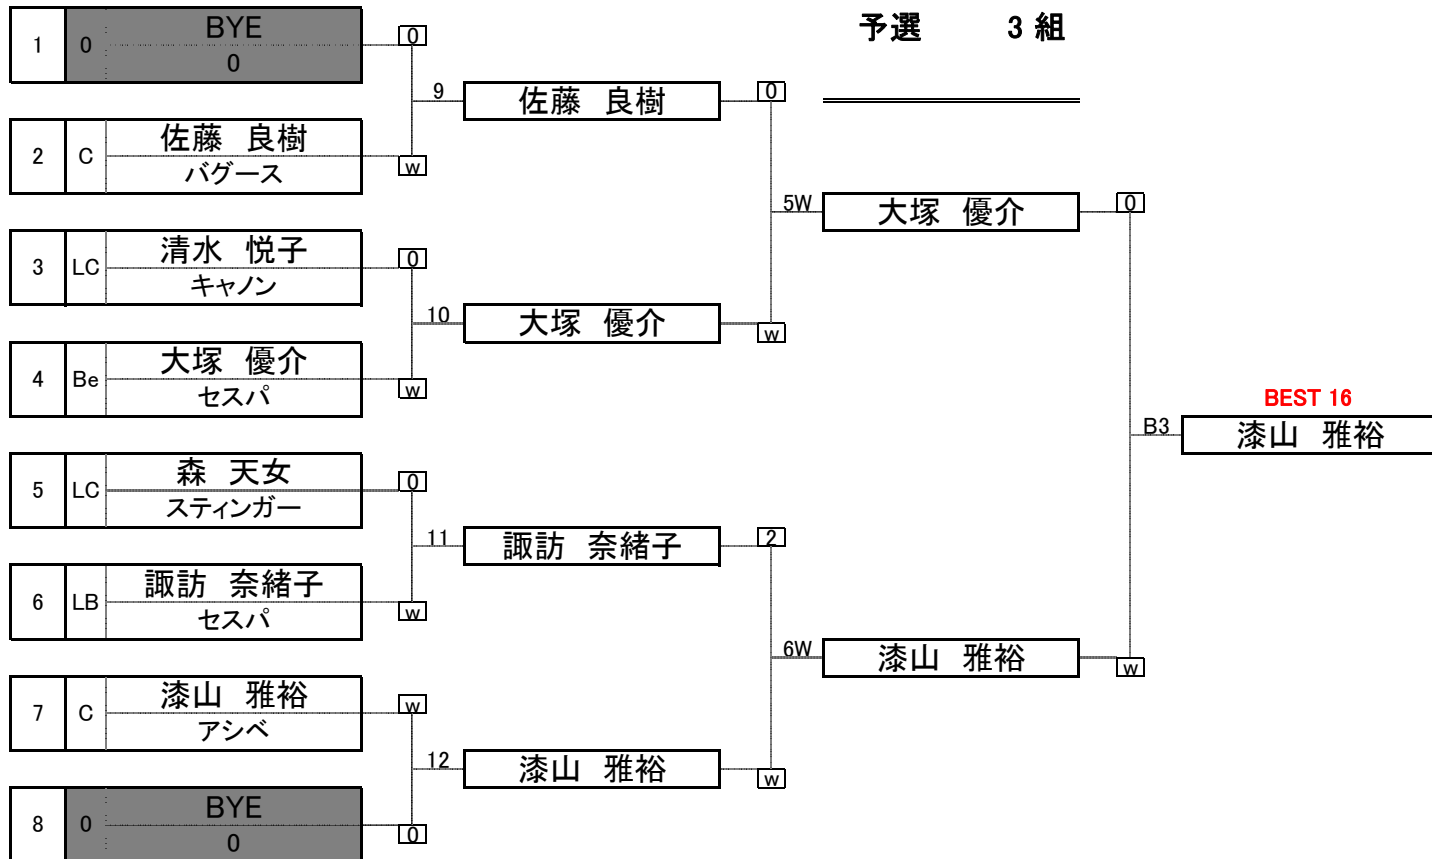 予選 3 組
1 0 BYE
0
0
9 佐藤 良樹 0
2 C 佐藤 良樹
バグース
w
5W 大塚 優介 0
3 LC 清水 悦子
キャノン
0
10 大塚 優介 w
4 Be 大塚 優介
セスパ
w
BEST 16
B3 漆山 雅裕
5 LC 森 天女
スティンガー
0
11 諏訪 奈緒子 2
6 LB 諏訪 奈緒子
セスパ
w
6W 漆山 雅裕 w
7 C 漆山 雅裕
アシベ
w
12 漆山 雅裕 w
8 0 BYE
0
0